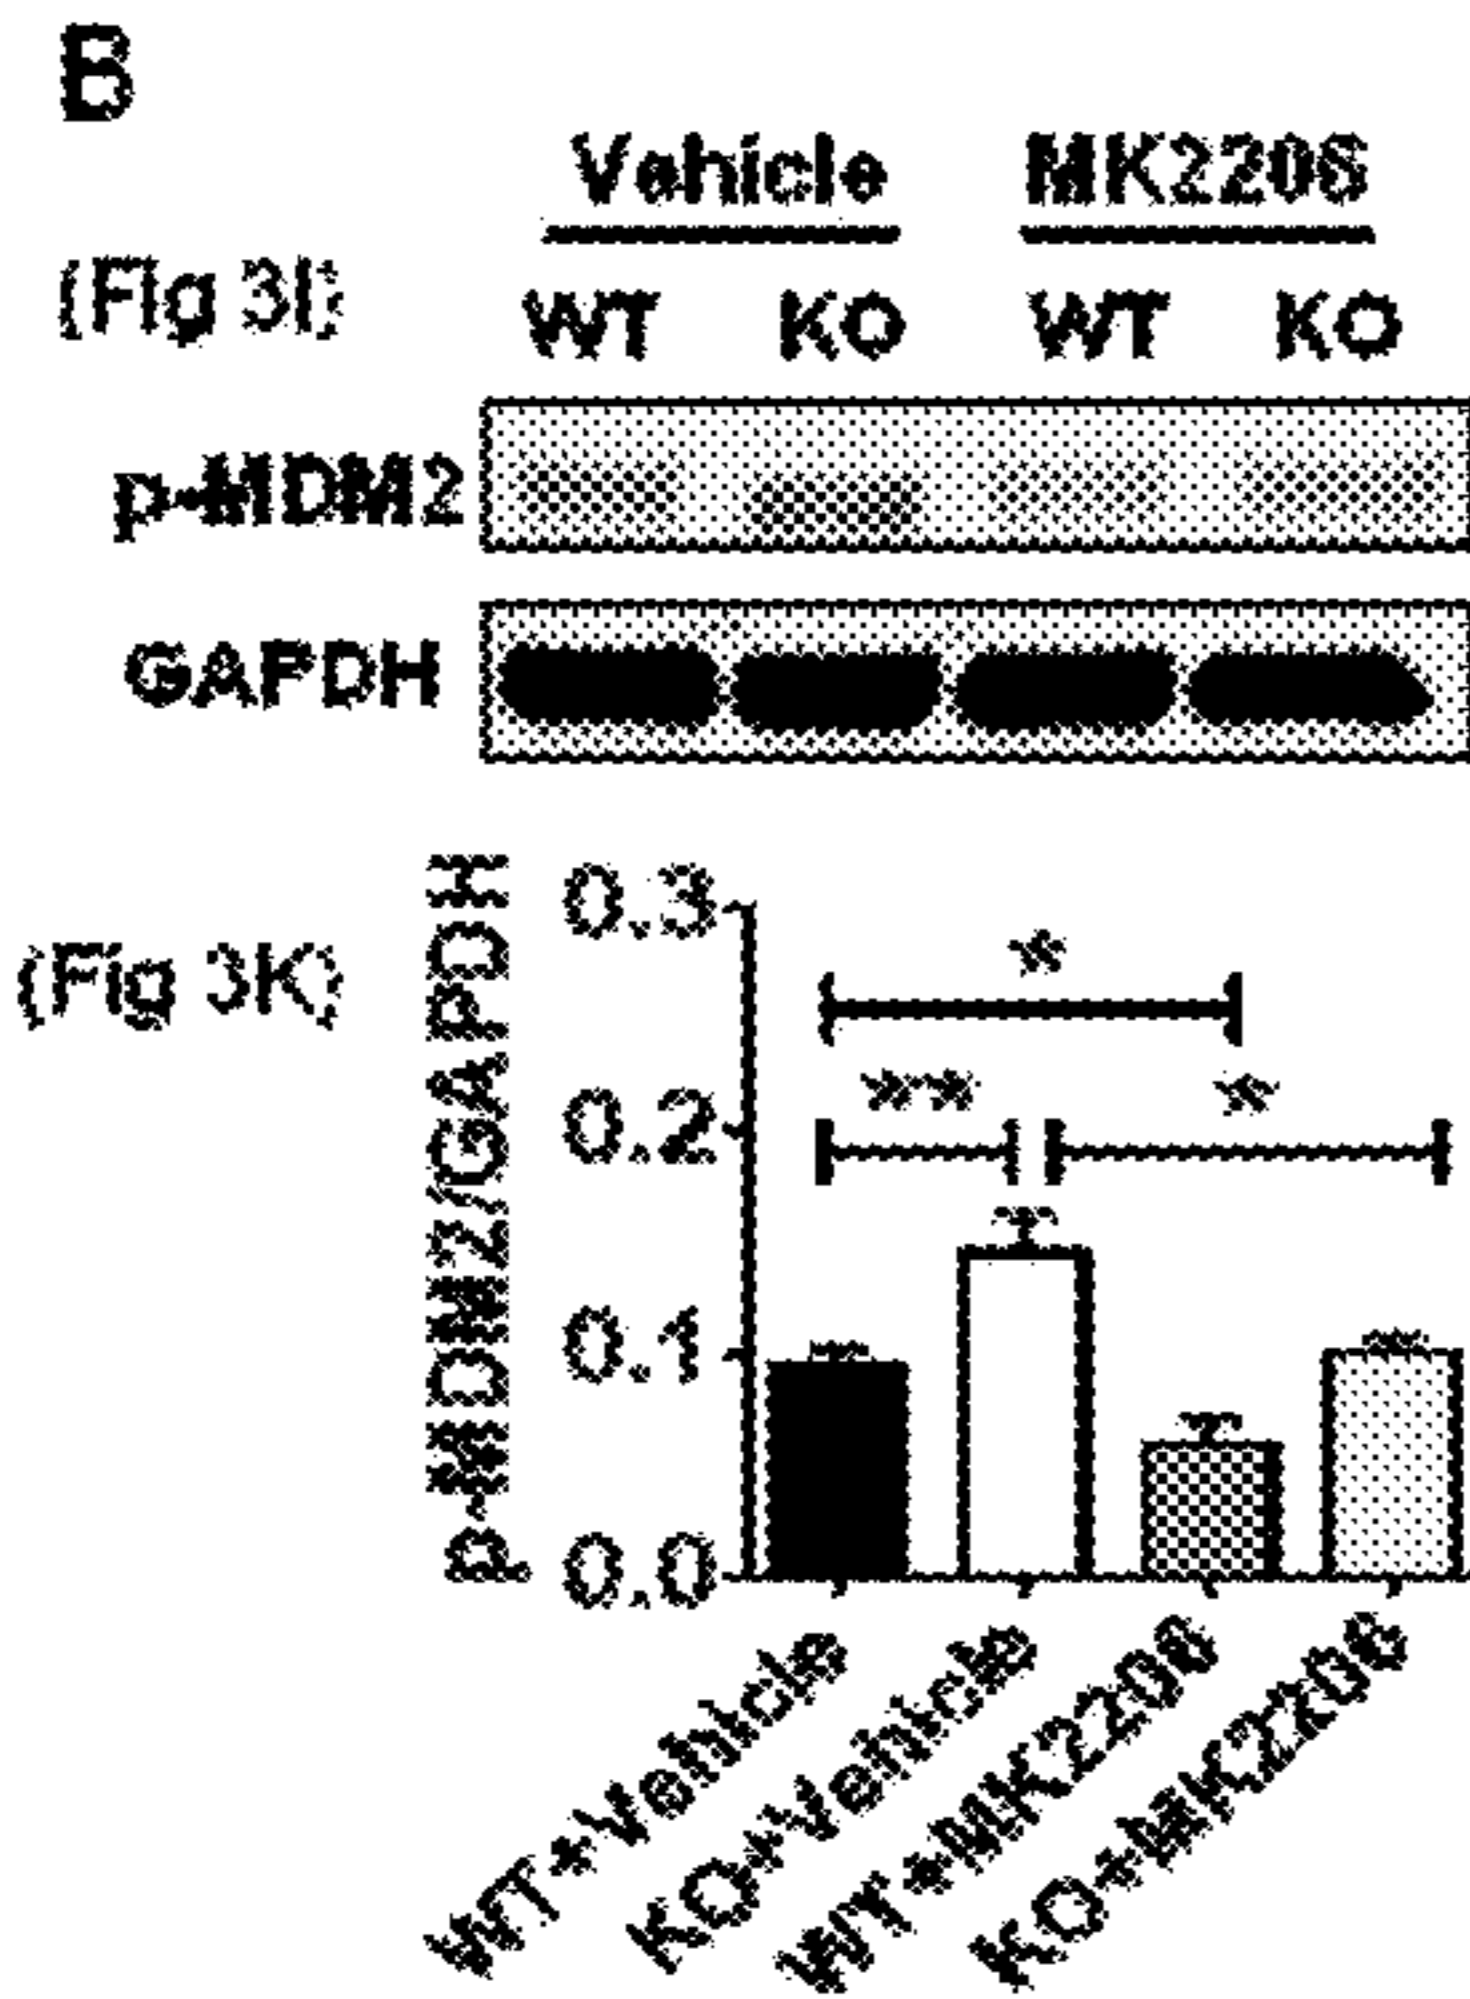 B
Vehicle MK2206
(Fig 3I)
WT KO WT KO
p-MDM2
GAPDH
(Fig 3K)
p-MDM2/GAPDH
0.3
0.2
0.1
0.0
*
** *
WT+Vehicle
KO+Vehicle
WT+MK2206
KO+MK2206